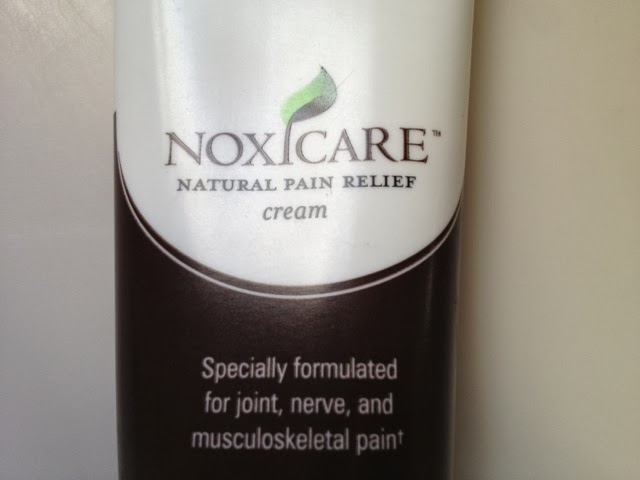 NOXICARE™
NATURAL PAIN RELIEF
cream
Specially formulated
for joint, nerve, and
musculoskeletal pain†